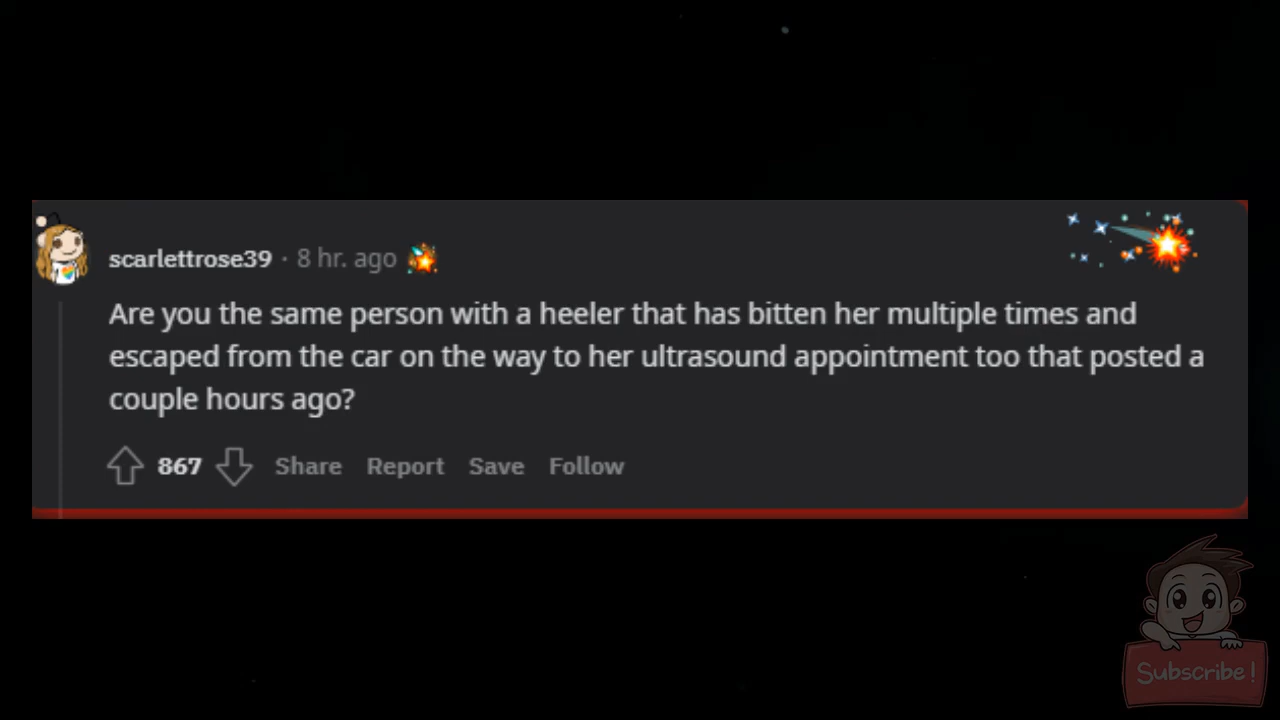 scarlettrose39 · 8 hr. ago
Are you the same person with a heeler that has bitten her multiple times and
escaped from the car on the way to her ultrasound appointment too that posted a
couple hours ago?
867 Share Report Save Follow
Subscribe!